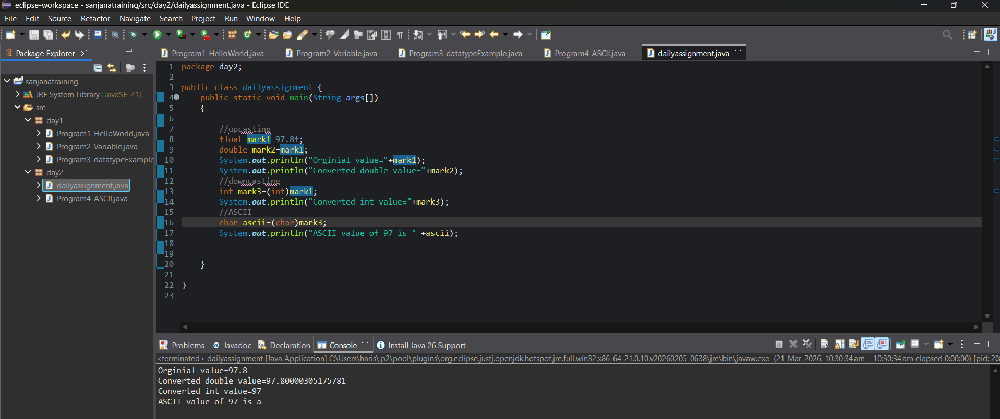 eclipse-workspace - sanjanatraining/src/day2/dailyassignment.java - Eclipse IDE
File Edit Source Refactor Navigate Search Project Run Window Help
Package Explorer
sanjanatraining
JRE System Library [JavaSE-21]
src
day1
Program1_HelloWorld.java
Program2_Variable.java
Program3_datatypeExample
day2
dailyassignment.java
Program4_ASCII.java
Program1_HelloWorld.java Program2_Variable.java Program3_datatypeExample.java Program4_ASCII.java dailyassignment.java
1 package day2;
2
3 public class dailyassignment {
4 public static void main(String args[])
5 {
6
7 //upcasting
8 float mark1=97.8f;
9 double mark2=mark1;
10 System.out.println("Orginial value="+mark1);
11 System.out.println("Converted double value="+mark2);
12 //downcasting
13 int mark3=(int)mark1;
14 System.out.println("Converted int value="+mark3);
15 //ASCII
16 char ascii=(char)mark3;
17 System.out.println("ASCII value of 97 is " +ascii);
18
19
20 }
21
22 }
23
Problems Javadoc Declaration Console Install Java 26 Support
<terminated> dailyassignment [Java Application] C:\Users\haris\.p2\pool\plugins\org.eclipse.justj.openjdk.hotspot.jre.full.win32.x86_64_21.0.10.v20260205-0638\jre\bin\javaw.exe (21-Mar-2026, 10:30:34 am – 10:30:34 am elapsed 0:00:00) [pid: 20
Orginial value=97.8
Converted double value=97.80000305175781
Converted int value=97
ASCII value of 97 is a